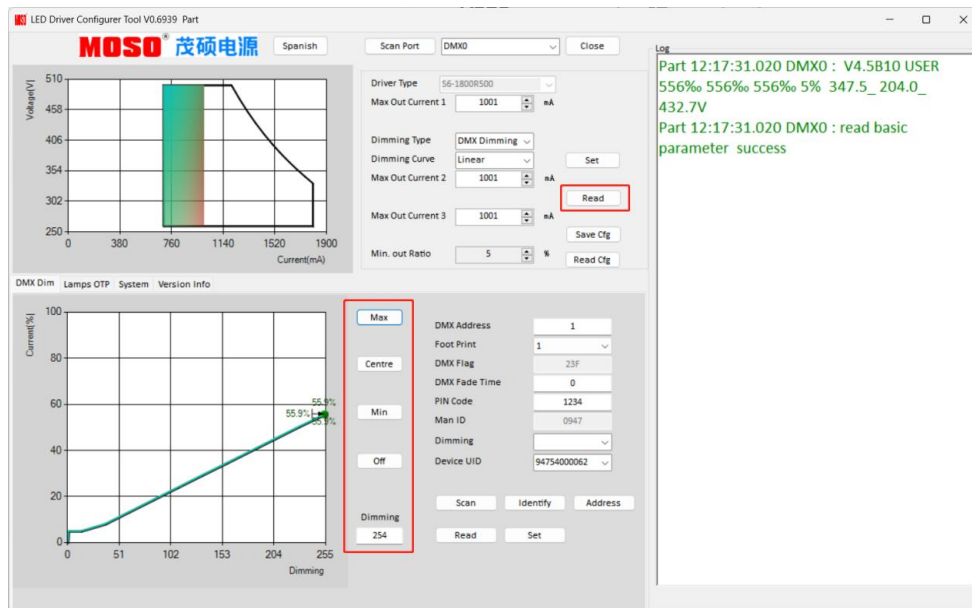 MOSO LED Driver Configurer Tool V0.6939 Part
MOSO® 茂硕电源
Spanish
Scan Port
DMX0
Close
Voltage[V]
510
458
406
354
302
250
0 380 760 1140 1520 1900
Current(mA)
Driver Type S6-1800R500
Max Out Current 1 1001 mA
Dimming Type DMX Dimming
Dimming Curve Linear Set
Max Out Current 2 1001 mA
Read
Max Out Current 3 1001 mA
Save Cfg
Min. out Ratio 5 %
Read Cfg
DMX Dim Lamps OTP System Version Info
Current[%]
100
80
60
40
20
0
0 51 102 153 204 255
Dimming
55.9%
55.9%
55.9%
Max
Centre
Min
Off
Dimming
254
DMX Address 1
Foot Print 1
DMX Flag 23F
DMX Fade Time 0
PIN Code 1234
Man ID 0947
Dimming
Device UID 94754000062
Scan Identify Address
Read Set
Log
Part 12:17:31.020 DMX0 : V4.5B10 USER
556‰ 556‰ 556‰ 5% 347.5_ 204.0_
432.7V
Part 12:17:31.020 DMX0 : read basic
parameter success